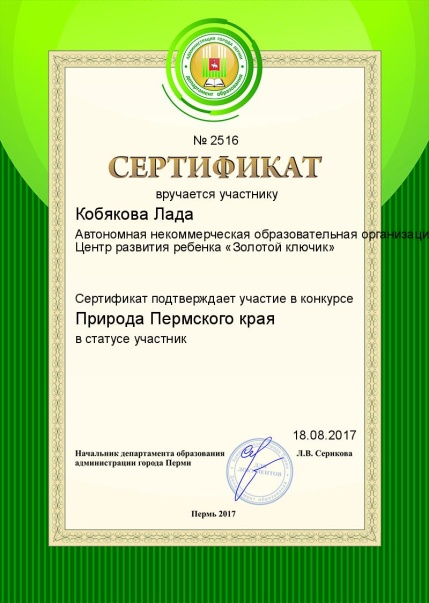 администрация города перми
департамент образования
№ 2516
СЕРТИФИКАТ
вручается участнику
Кобякова Лада
Автономная некоммерческая образовательная организаци
Центр развития ребенка «Золотой ключик»
Сертификат подтверждает участие в конкурсе
Природа Пермского края
в статусе участник
18.08.2017
Начальник департамента образования
администрации города Перми
Л.В. Серикова
ДЛЯ
ДОКУМЕНТОВ
Пермь 2017